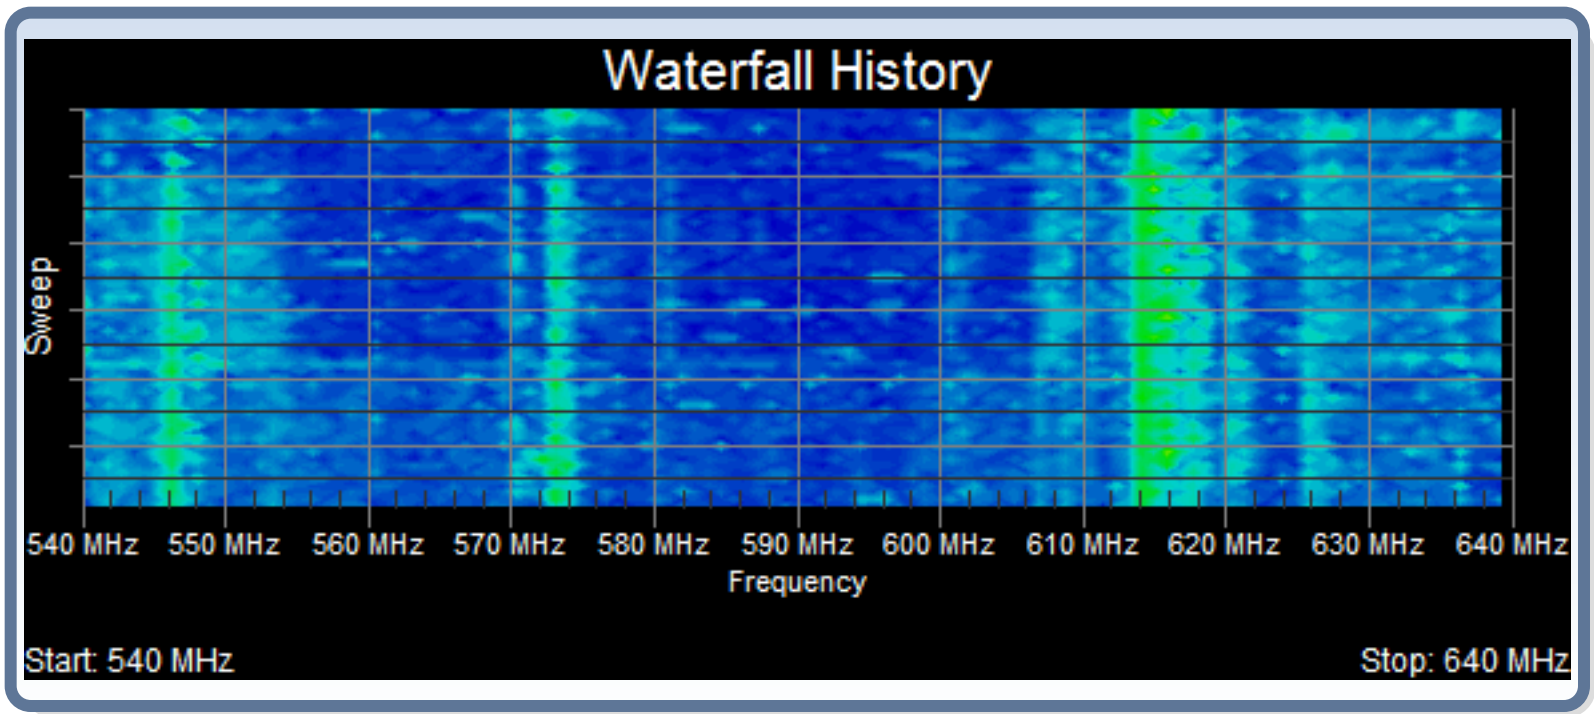 Waterfall History
Sweep
540 MHz 550 MHz 560 MHz 570 MHz 580 MHz 590 MHz 600 MHz 610 MHz 620 MHz 630 MHz 640 MHz
Frequency
Start: 540 MHz
Stop: 640 MHz